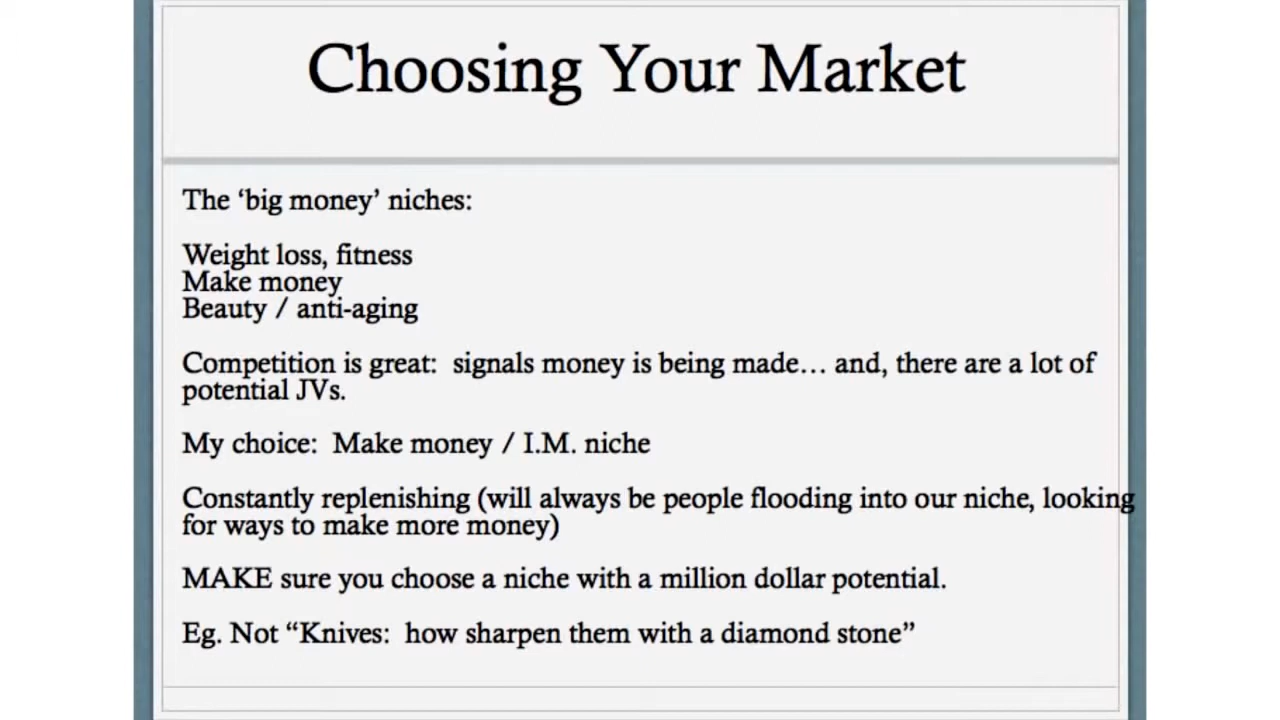 Choosing Your Market
The ‘big money’ niches:
Weight loss, fitness
Make money
Beauty / anti-aging
Competition is great:  signals money is being made… and, there are a lot of
potential JVs.
My choice:  Make money / I.M. niche
Constantly replenishing (will always be people flooding into our niche, looking
for ways to make more money)
MAKE sure you choose a niche with a million dollar potential.
Eg. Not “Knives:  how sharpen them with a diamond stone”